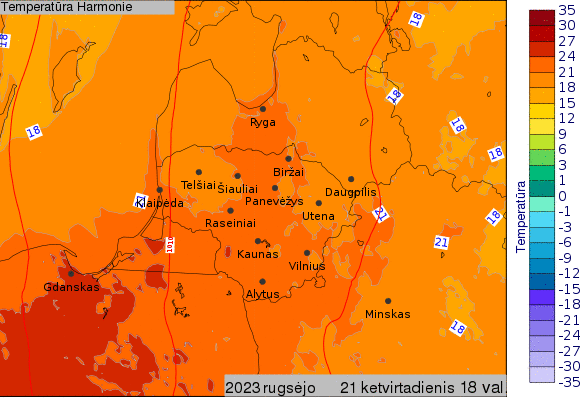 Temperatūra Harmonie
18
18
18
18
18
18
18
18
21
21
21
1010
Ryga
Biržai
Telšiai
Šiauliai
Daugpilis
Klaipėda
Panevėžys
Utena
Raseiniai
Kaunas
Vilnius
Gdanskas
Alytus
Minskas
2023 rugsėjo 21 ketvirtadienis 18 val.
Temperatūra
35
33
30
27
24
21
18
15
12
9
6
3
1
0
-1
-3
-6
-9
-12
-15
-18
-21
-24
-27
-30
-35